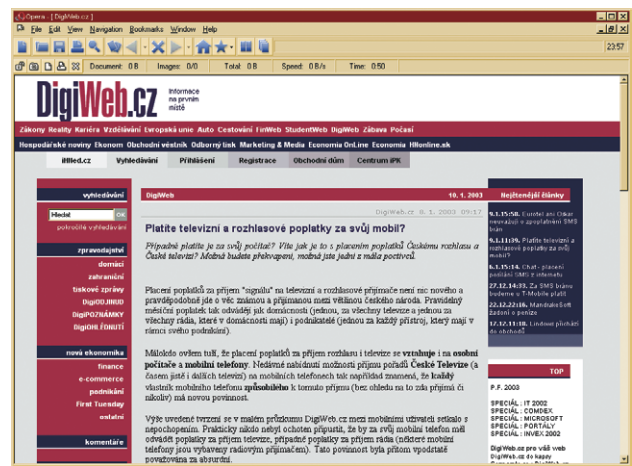 Opera - [ DigiWeb.cz ]
File Edit View Navigation Bookmarks Window Help
23:57
Document: 0 B Images: 0/0 Total: 0 B Speed: 0 B/s Time: 0:50
DigiWeb.cz
Informace
na prvním
místě
Zákony Reality Kariéra Vzdělávání Evropská unie Auto Cestování FinWeb StudentWeb DigiWeb Zábava Počasí
Hospodářské noviny Ekonom Obchodní věstník Odborný tisk Marketing & Media Economia OnLine Economia HNonline.sk
iHNed.cz Vyhledávání Přihlášení Registrace Obchodní dům Centrum iPK
vyhledávání
Hledat OK
pokročilé vyhledávání
zpravodajství
domácí
zahraniční
tiskové zprávy
DigiOOJINUD
DigiPOZNÁMKY
DigiOHLÉDNUTÍ
nová ekonomika
finance
e-commerce
podnikání
First Tuesday
ostatní
komentáře
DigiWeb 10. 1. 2003
DigiWeb.cz 8. 1. 2003 09:17
Platíte televizní a rozhlasové poplatky za svůj mobil?
Případně platíte je za svůj počítač? Víte jak je to s placením poplatků Českému rozhlasu a
České televizi? Možná budete překvapeni, možná jste jední z mála poctivců.
Placení poplatků za příjem "signálu" na televizní a rozhlasové přijímače není nic nového a
pravděpodobně jde o věc známou a přijímanou mezi většinou českého národa. Pravidelný
měsíční poplatek tak odvádějí jak domácnosti (jednou, za všechny televize a jednou za
všechny rádia, které v domácnosti mají) i podnikatelé (jednou za každý přístroj, který mají v
rámci svého podnikání).
Málokdo ovšem tuší, že placení poplatků za příjem rozhlasu i televize se vztahuje i na osobní
počítače a mobilní telefony. Nedávné nabídnutí možnosti příjmu pořadů České Televize (a
časem jistě i dalších televizí) na mobilních telefonech tak například znamená, že každý
vlastník mobilního telefonu způsobilého k tomuto příjmu (bez ohledu na to zda přijímá či
nikoliv) má novou povinnost.
Výše uvedené tvrzení se v malém průzkumu DigiWeb.cz mezi mobilními uživateli setkalo s
nepochopením. Prakticky nikdo nebyl ochoten připustit, že by za svůj mobilní telefon měl
odvádět poplatky za příjem televize, případně poplatky za příjem rádia (některé mobilní
telefony jsou vybaveny radiovým přijímačem). Tato povinnost byla přitom vpodstatě
považována za absurdní.
Nejčtenější články
9.1.15:58. Eurotel ani Oskar
neuvažují o zpoplatnění SMS
brán
9.1.11:39. Platíte televizní a
rozhlasové poplatky za svůj
mobil?
6.1.15:14. Chat - placení
posílání SMS z internetu
27.12.14:33. Za SMS bránu
budeme u T-Mobile platit
20.12.22:16. MandrakeSoft
žádoní o peníze
17.12.11:10. Lindows přichází
do obchodů
TOP
P.F. 2003
SPECIÁL: IT 2002
SPECIÁL: COMDEX
SPECIÁL: MICROSOFT
SPECIÁL: PORTÁLY
SPECIÁL: INVEX 2002
DigiWeb.cz pro váš web
DigiWeb.cz do kapsy